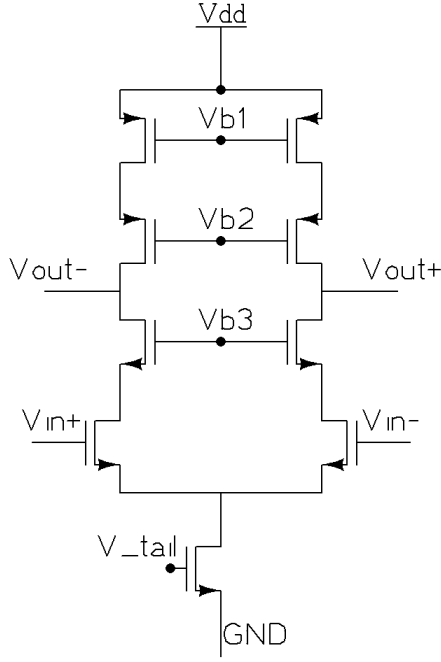 Vdd
Vb1
Vb2
Vout-
Vout+
Vb3
Vin+
Vin-
V_tail
GND